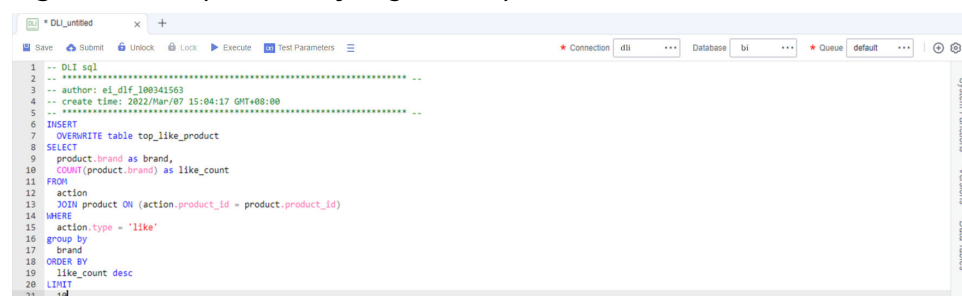 * DLI_untitled × +
Save Submit Unlock Lock Execute Test Parameters * Connection dli ... Database bi ... * Queue default ...
1 -- DLI sql
2 -- ******************************************************************** --
3 -- author: ei_dlf_l00341563
4 -- create time: 2022/Mar/07 15:04:17 GMT+08:00
5 -- ******************************************************************** --
6 INSERT
7 OVERWRITE table top_like_product
8 SELECT
9 product.brand as brand,
10 COUNT(product.brand) as like_count
11 FROM
12 action
13 JOIN product ON (action.product_id = product.product_id)
14 WHERE
15 action.type = 'like'
16 group by
17 brand
18 ORDER BY
19 like_count desc
20 LIMIT
21 10